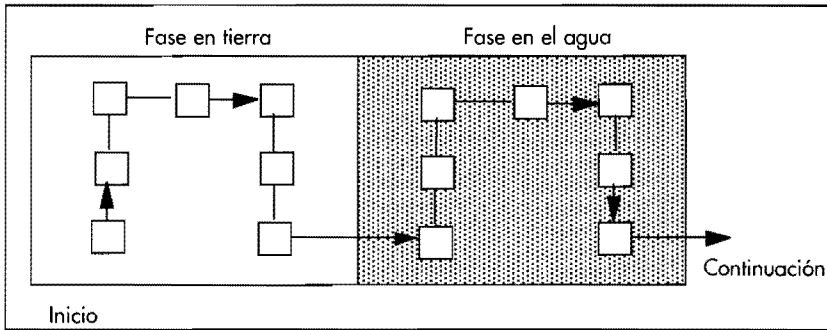 Fase en tierra
Fase en el agua
Continuación
Inicio